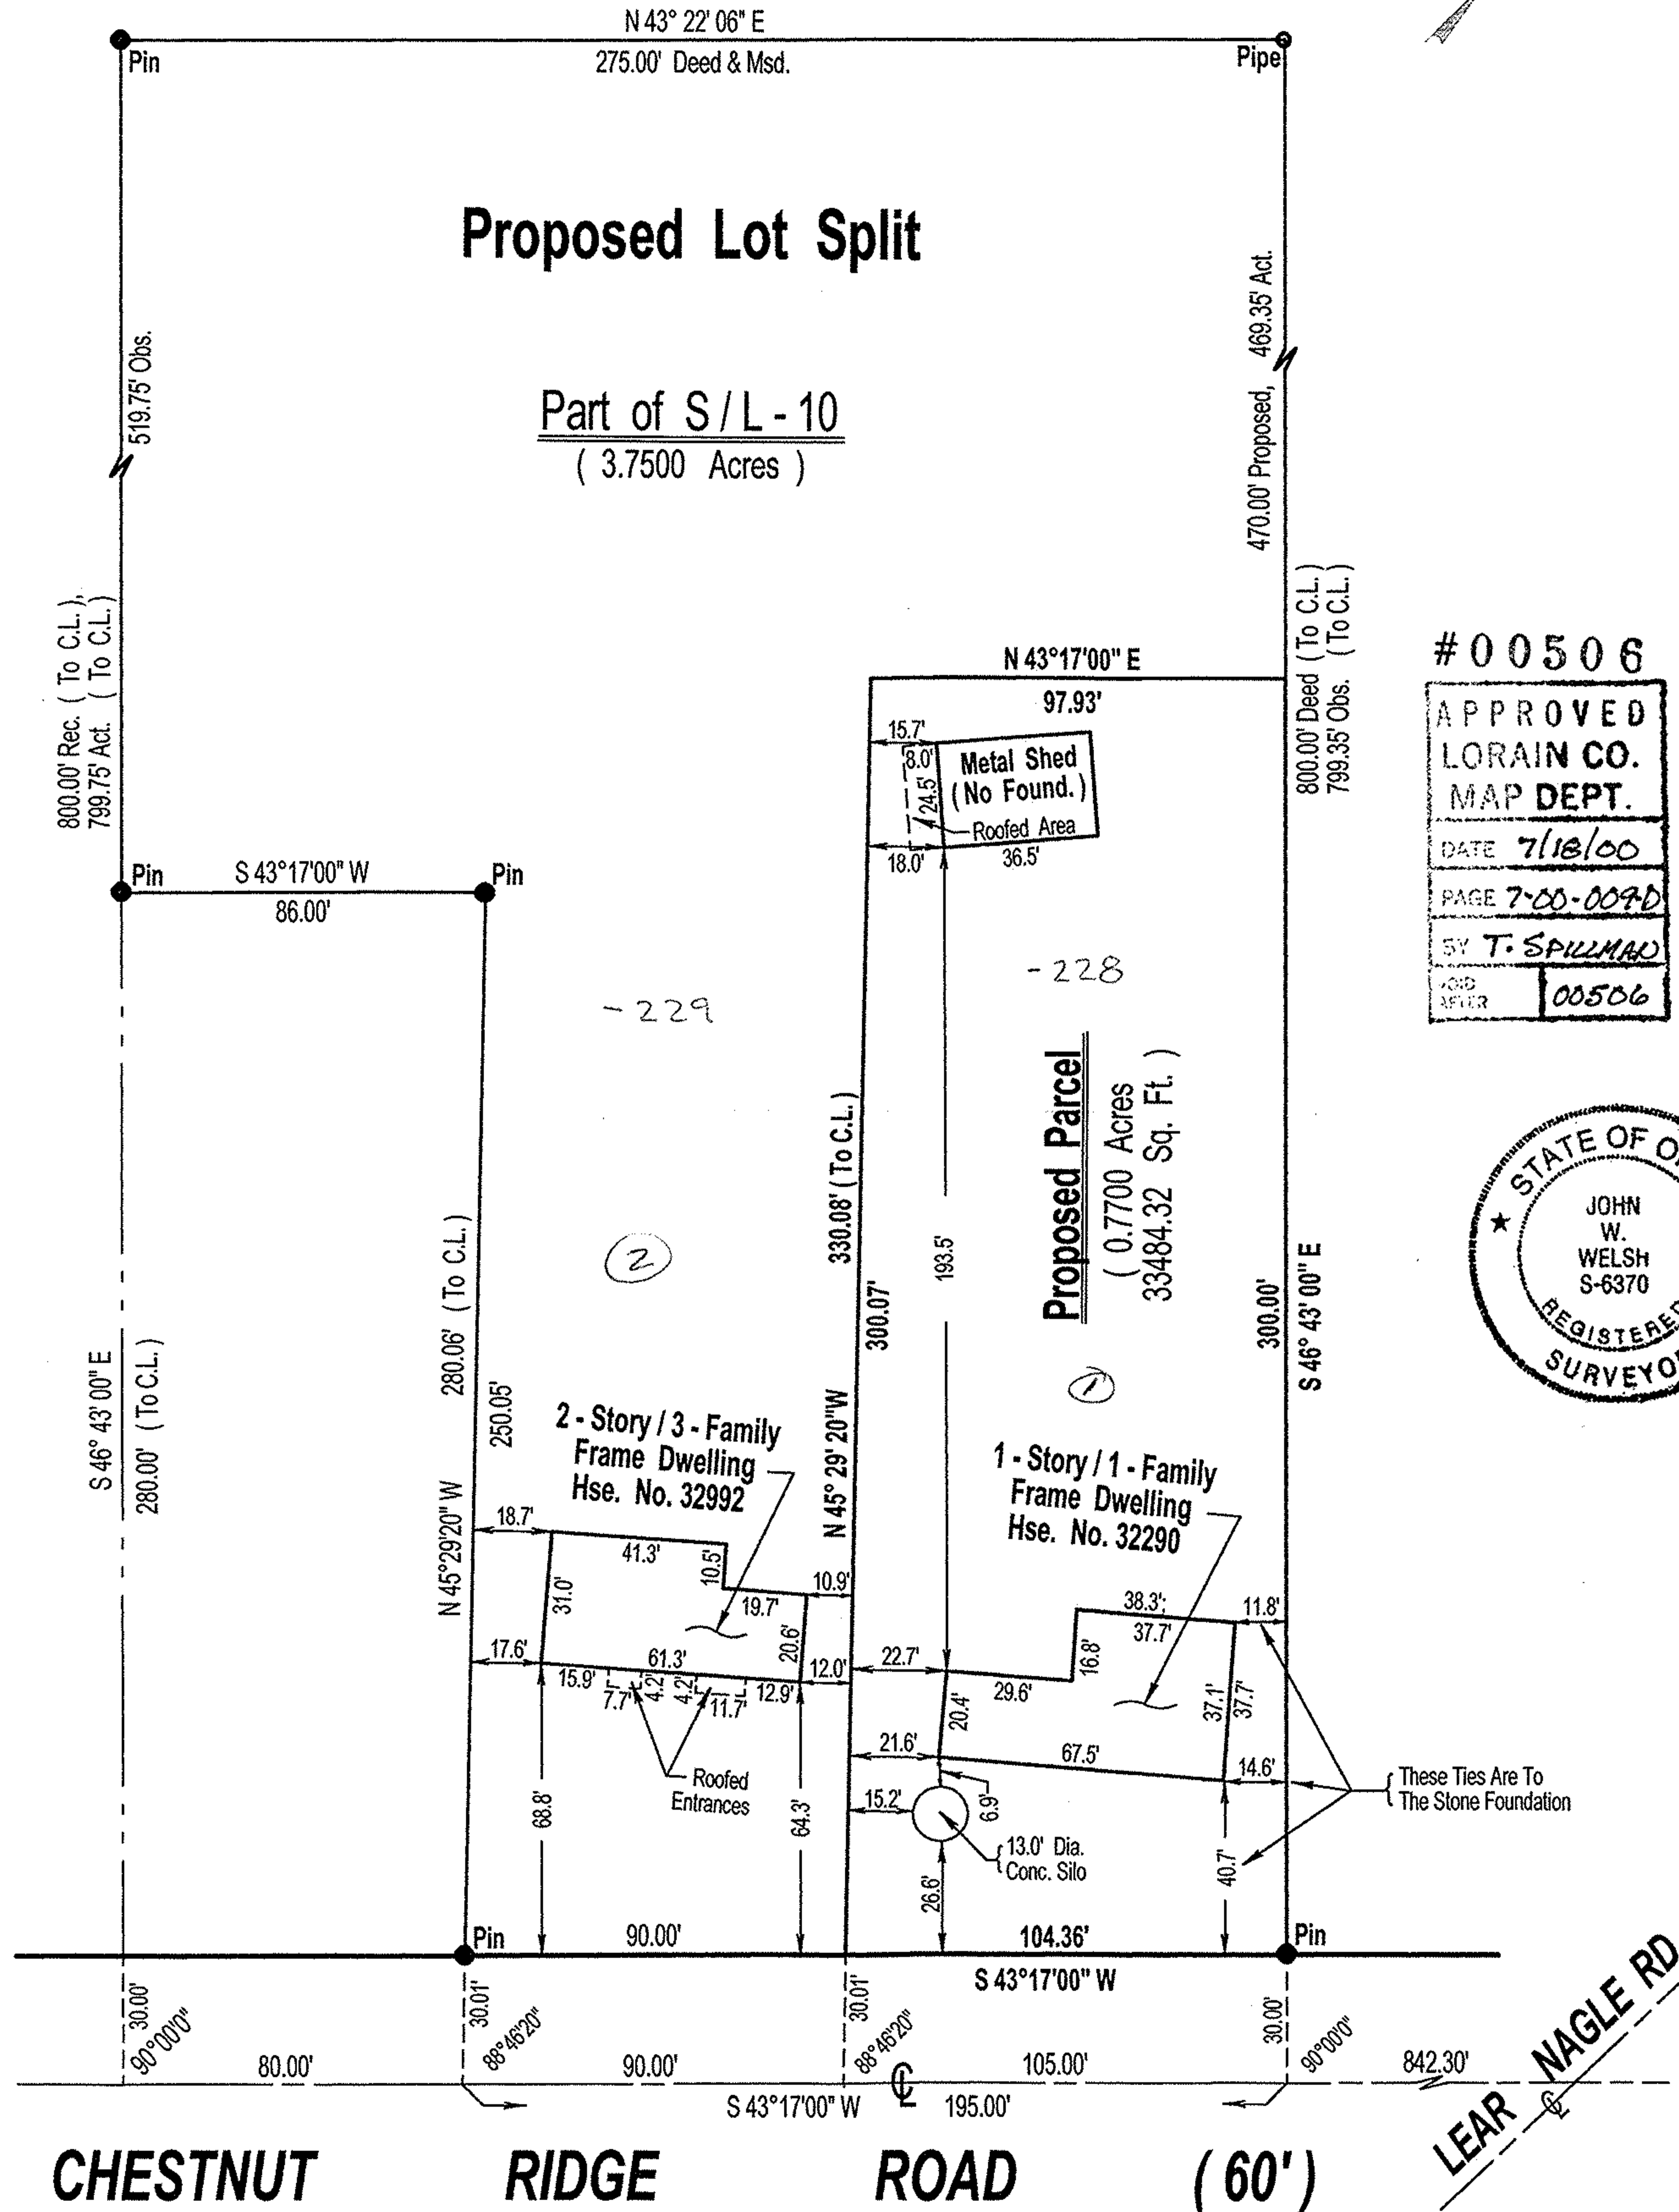 N 43° 22' 06" E
275.00' Deed & Msd.
Pin
Pipe
Proposed Lot Split
Part of S / L - 10
( 3.7500 Acres )
519.75' Obs.
469.35' Act.
470.00' Proposed,
800.00' Rec. ( To C.L. ),
799.75' Act. ( To C.L. )
800.00' Deed ( To C.L. )
799.35' Obs. ( To C.L. )
#00506
APPROVED
LORAIN CO.
MAP DEPT.
DATE 7/18/00
PAGE 7-00-009-D
BY T. SPILLMAN
VOID
AFTER 00506
N 43°17'00" E
97.93'
15.7'
8.0'
24.5'
Metal Shed
( No Found. )
Roofed Area
18.0'
36.5'
Pin
S 43°17'00" W
Pin
86.00'
-229
-228
Proposed Parcel
( 0.7700 Acres
33484.32 Sq. Ft. )
STATE OF O
JOHN
W.
WELSH
S-6370
REGISTERED
SURVEYO
★
330.08' ( To C.L. )
300.07'
N 45° 29' 20"W
193.5'
300.00'
S 46° 43' 00" E
2
1
S 46° 43' 00" E
280.00' ( To C.L. )
280.06' ( To C.L. )
250.05'
N 45°29'20" W
2 - Story / 3 - Family
Frame Dwelling
Hse. No. 32992
1 - Story / 1 - Family
Frame Dwelling
Hse. No. 32290
18.7'
41.3'
10.5'
10.9'
19.7'
31.0'
20.6'
17.6'
61.3'
12.0'
15.9'
7.7'
4.2'
4.2'
11.7'
12.9'
Roofed
Entrances
68.8'
64.3'
38.3';
37.7'
11.8'
22.7'
29.6'
16.8'
20.4'
37.1'
37.7'
21.6'
67.5'
14.6'
15.2'
6.9'
13.0' Dia.
Conc. Silo
26.6'
40.7'
These Ties Are To
The Stone Foundation
Pin
90.00'
104.36'
Pin
S 43°17'00" W
30.00'
90°00'0"
30.01'
88°46'20"
30.01'
88°46'20"
30.00'
90°00'0"
80.00'
90.00'
105.00'
842.30'
S 43°17'00" W
℄
195.00'
LEAR NAGLE RD
℄
CHESTNUT RIDGE ROAD ( 60' )